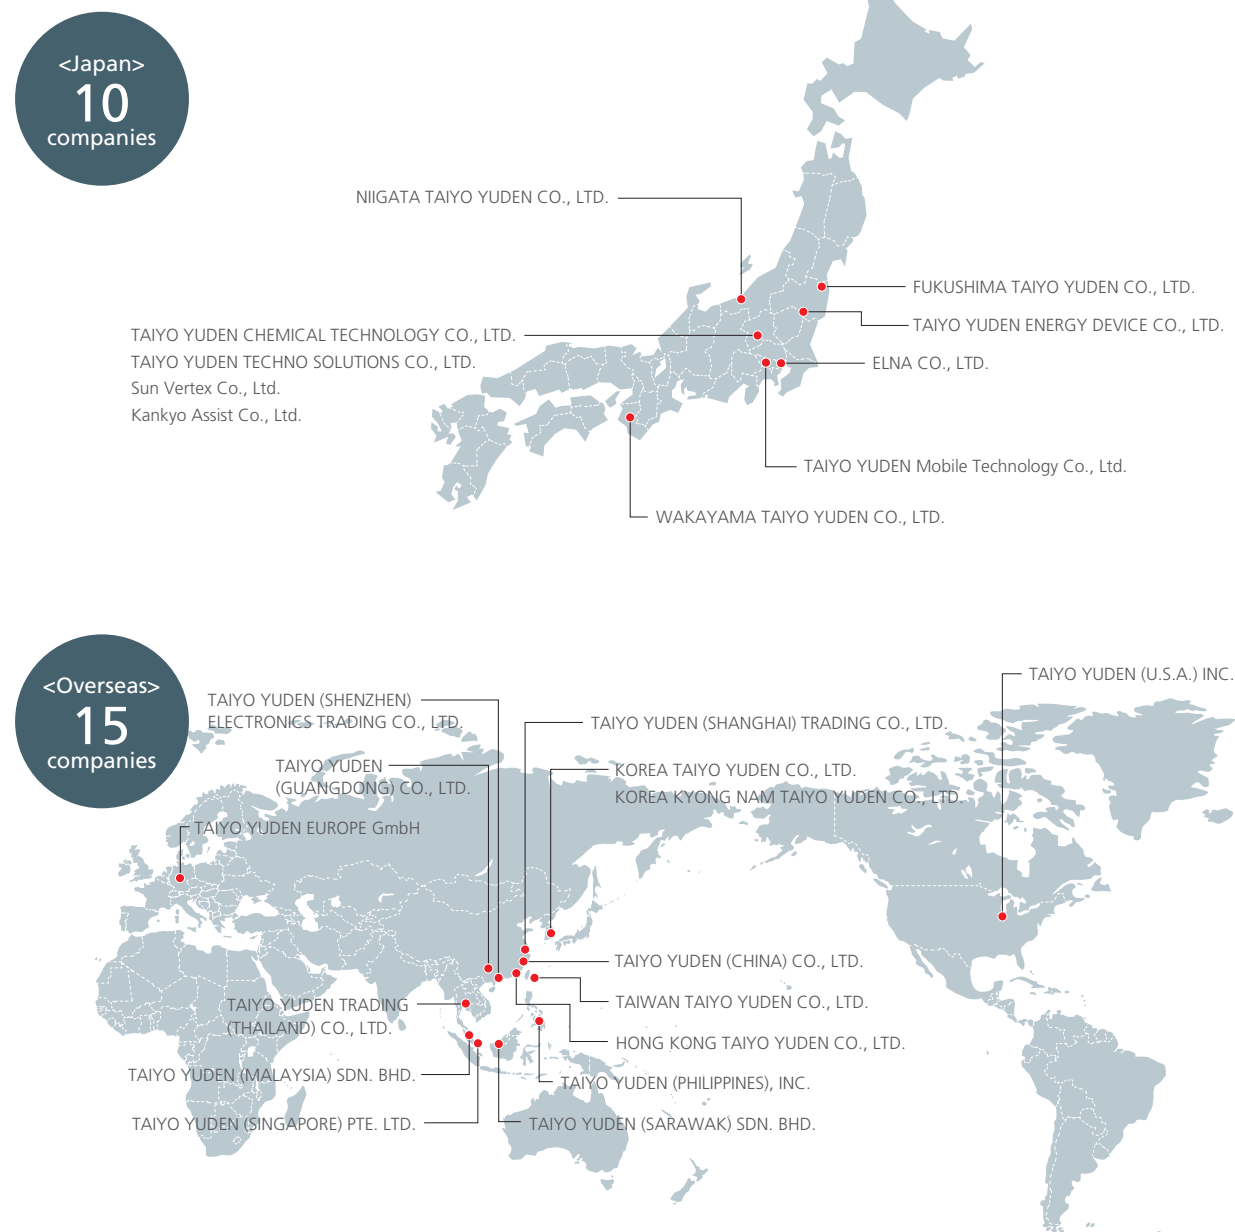 <Japan>
10
companies
NIIGATA TAIYO YUDEN CO., LTD.
FUKUSHIMA TAIYO YUDEN CO., LTD.
TAIYO YUDEN ENERGY DEVICE CO., LTD.
TAIYO YUDEN CHEMICAL TECHNOLOGY CO., LTD.
TAIYO YUDEN TECHNO SOLUTIONS CO., LTD.
Sun Vertex Co., Ltd.
Kankyo Assist Co., Ltd.
ELNA CO., LTD.
TAIYO YUDEN Mobile Technology Co., Ltd.
WAKAYAMA TAIYO YUDEN CO., LTD.
<Overseas>
15
companies
TAIYO YUDEN (U.S.A.) INC.
TAIYO YUDEN (SHENZHEN)
ELECTRONICS TRADING CO., LTD.
TAIYO YUDEN (SHANGHAI) TRADING CO., LTD.
TAIYO YUDEN
(GUANGDONG) CO., LTD.
KOREA TAIYO YUDEN CO., LTD.
KOREA KYONG NAM TAIYO YUDEN CO., LTD.
TAIYO YUDEN EUROPE GmbH
TAIYO YUDEN (CHINA) CO., LTD.
TAIWAN TAIYO YUDEN CO., LTD.
TAIYO YUDEN TRADING
(THAILAND) CO., LTD.
HONG KONG TAIYO YUDEN CO., LTD.
TAIYO YUDEN (MALAYSIA) SDN. BHD.
TAIYO YUDEN (PHILIPPINES), INC.
TAIYO YUDEN (SINGAPORE) PTE. LTD.
TAIYO YUDEN (SARAWAK) SDN. BHD.